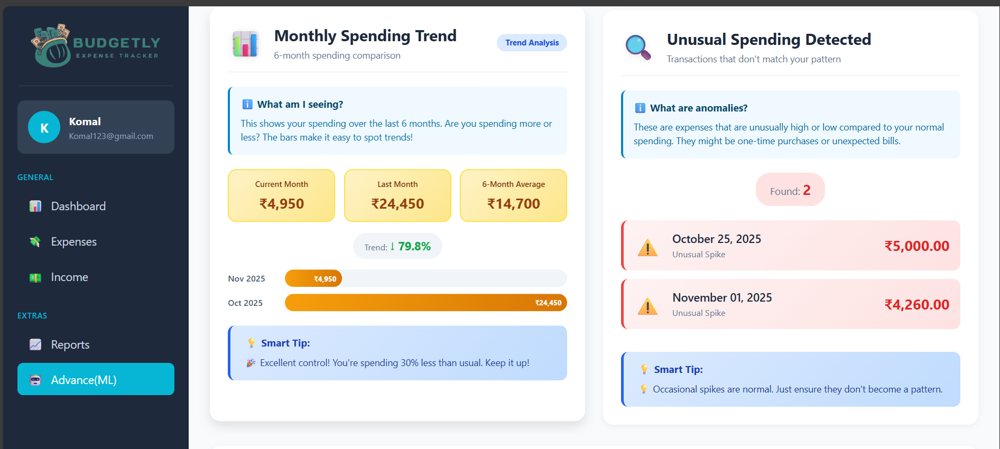 BUDGETLY
EXPENSE TRACKER
K
Komal
Komal123@gmail.com
GENERAL
Dashboard
Expenses
Income
EXTRAS
Reports
Advance(ML)
Monthly Spending Trend
6-month spending comparison
Trend Analysis
What am I seeing?
This shows your spending over the last 6 months. Are you spending more or
less? The bars make it easy to spot trends!
Current Month
₹4,950
Last Month
₹24,450
6-Month Average
₹14,700
Trend: ↓ 79.8%
Nov 2025
₹4,950
Oct 2025
₹24,450
Smart Tip:
Excellent control! You're spending 30% less than usual. Keep it up!
Unusual Spending Detected
Transactions that don't match your pattern
What are anomalies?
These are expenses that are unusually high or low compared to your normal
spending. They might be one-time purchases or unexpected bills.
Found: 2
October 25, 2025
Unusual Spike
₹5,000.00
November 01, 2025
Unusual Spike
₹4,260.00
Smart Tip:
Occasional spikes are normal. Just ensure they don't become a pattern.